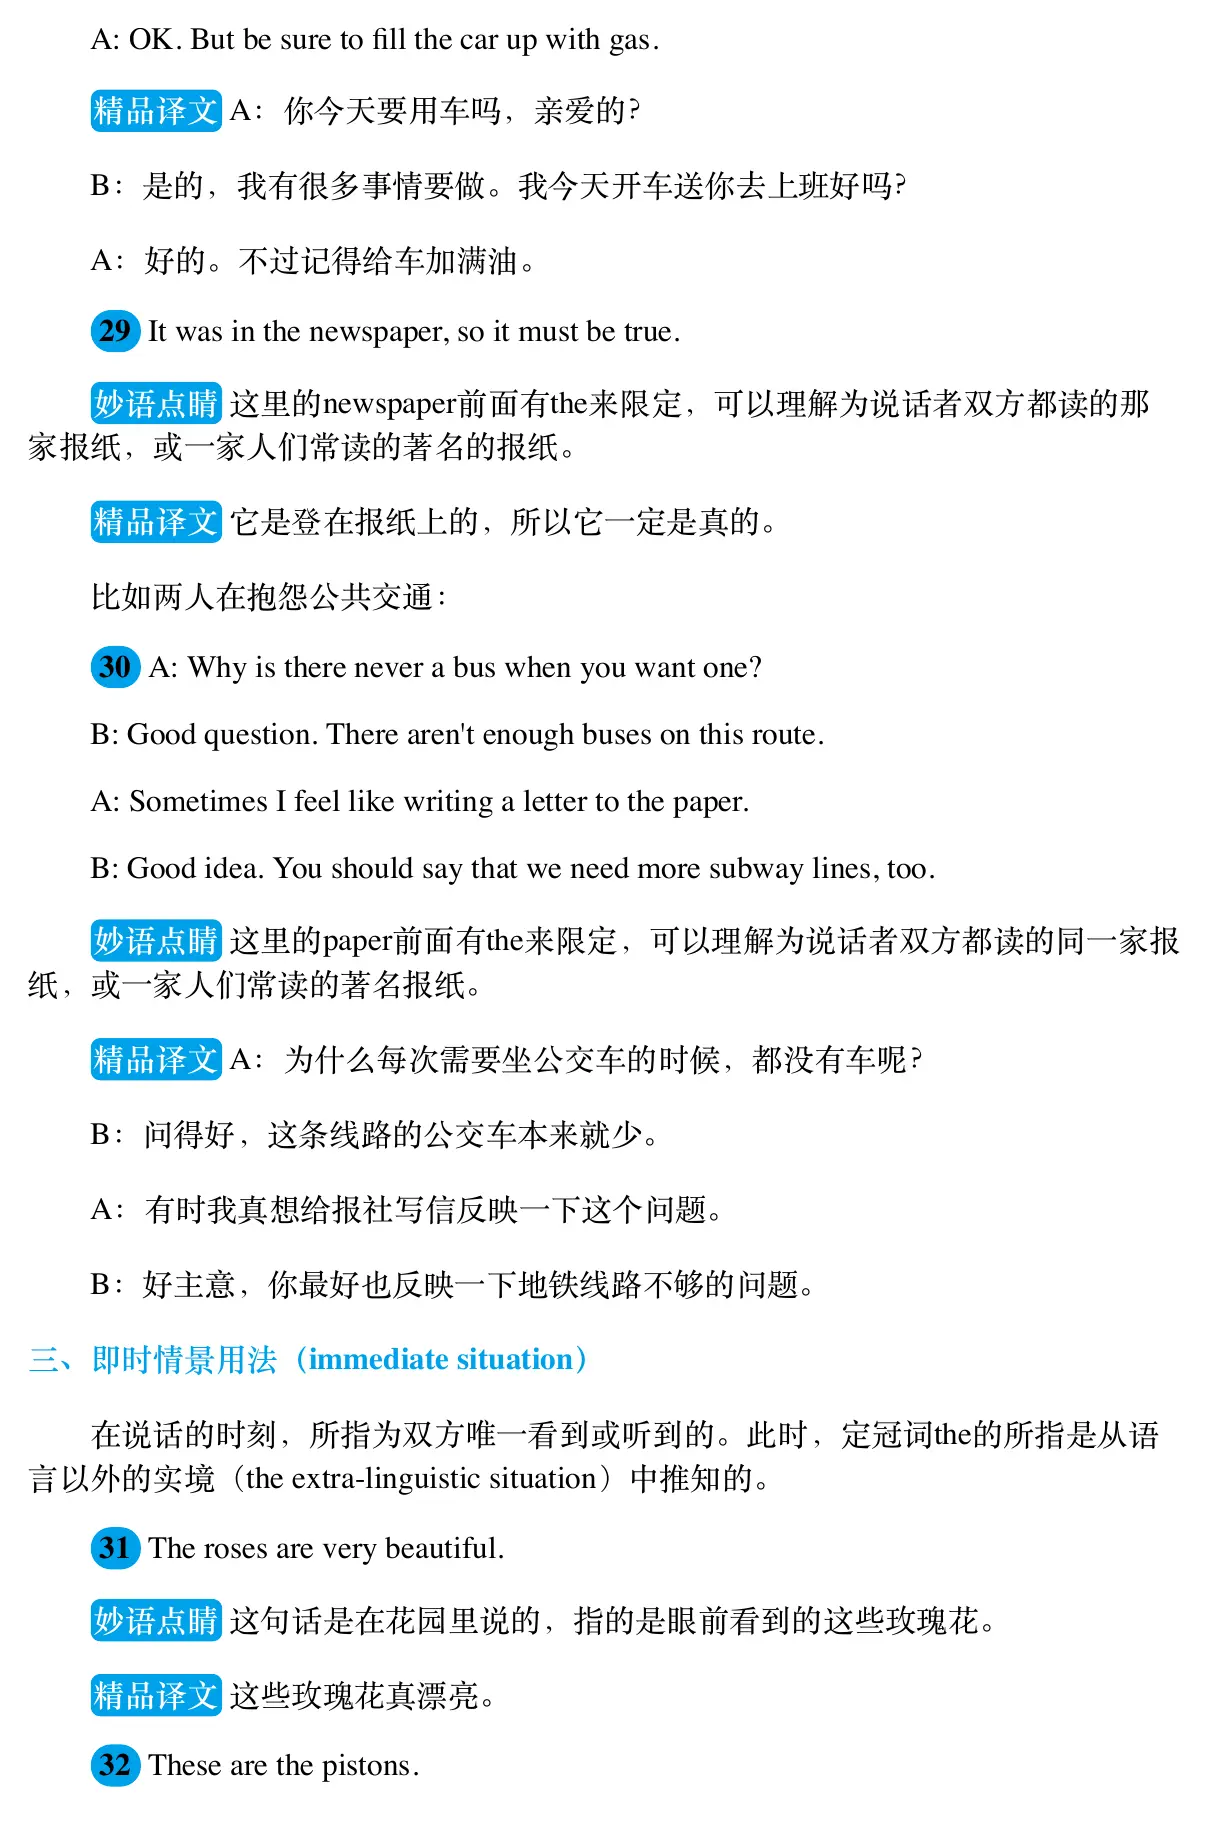 A: OK. But be sure to fill the car up with gas.
精品译文 A：你今天要用车吗，亲爱的？
B：是的，我有很多事情要做。我今天开车送你去上班好吗？
A：好的。不过记得给车加满油。
29 It was in the newspaper, so it must be true.
妙语点睛 这里的newspaper前面有the来限定，可以理解为说话者双方都读的那
家报纸，或一家人们常读的著名的报纸。
精品译文 它是登在报纸上的，所以它一定是真的。
比如两人在抱怨公共交通：
30 A: Why is there never a bus when you want one?
B: Good question. There aren't enough buses on this route.
A: Sometimes I feel like writing a letter to the paper.
B: Good idea. You should say that we need more subway lines, too.
妙语点睛 这里的paper前面有the来限定，可以理解为说话者双方都读的同一家报
纸，或一家人们常读的著名报纸。
精品译文 A：为什么每次需要坐公交车的时候，都没有车呢？
B：问得好，这条线路的公交车本来就少。
A：有时我真想给报社写信反映一下这个问题。
B：好主意，你最好也反映一下地铁线路不够的问题。
三、即时情景用法（immediate situation）
在说话的时刻，所指为双方唯一看到或听到的。此时，定冠词the的所指是从语
言以外的实境（the extra-linguistic situation）中推知的。
31 The roses are very beautiful.
妙语点睛 这句话是在花园里说的，指的是眼前看到的这些玫瑰花。
精品译文 这些玫瑰花真漂亮。
32 These are the pistons.